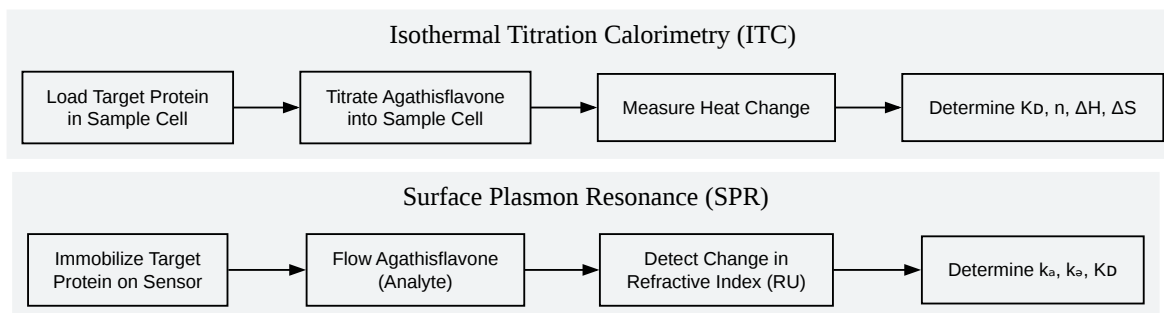 Isothermal Titration Calorimetry (ITC)
Load Target Protein
in Sample Cell
Titrate Agathisflavone
into Sample Cell
Measure Heat Change
Determine Kᴅ, n, ΔH, ΔS
Surface Plasmon Resonance (SPR)
Immobilize Target
Protein on Sensor
Flow Agathisflavone
(Analyte)
Detect Change in
Refractive Index (RU)
Determine kₐ, kₔ, Kᴅ